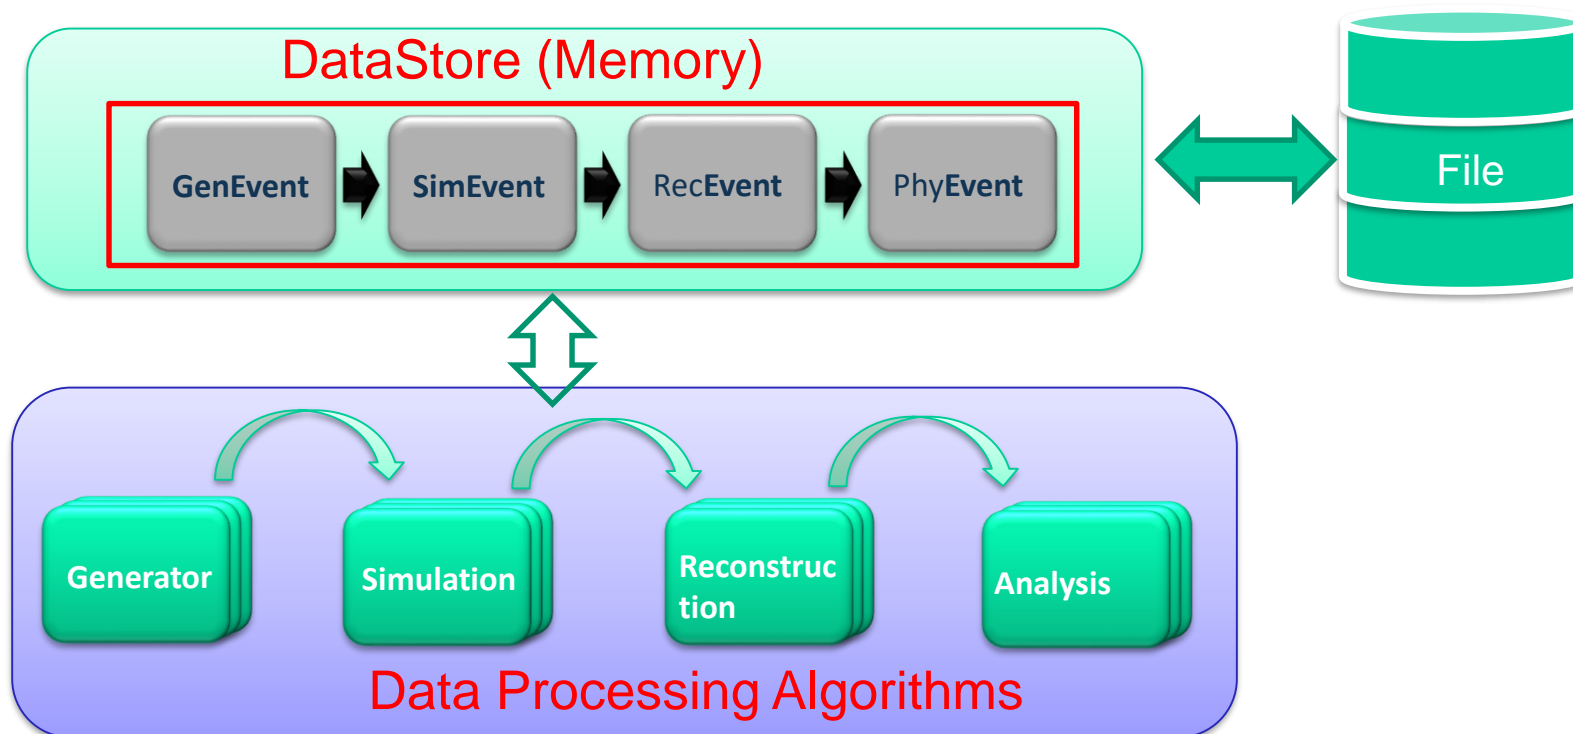 DataStore (Memory)
GenEvent
SimEvent
RecEvent
PhyEvent
File
Generator
Simulation
Reconstruc
tion
Analysis
Data Processing Algorithms